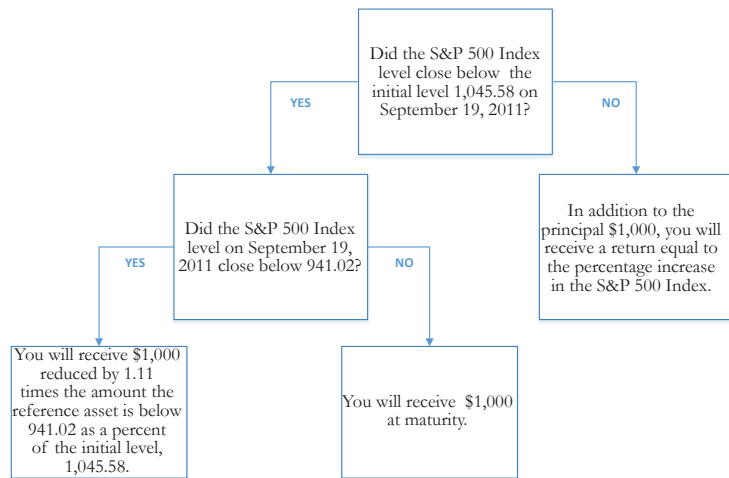 Did the S&P 500 Index
level close below the
initial level 1,045.58 on
September 19, 2011?
YES
NO
Did the S&P 500 Index
level on September 19,
2011 close below 941.02?
In addition to the
principal $1,000, you will
receive a return equal to
the percentage increase
in the S&P 500 Index.
YES
NO
You will receive $1,000
reduced by 1.11
times the amount the
reference asset is below
941.02 as a percent
of the initial level,
1,045.58.
You will receive $1,000
at maturity.